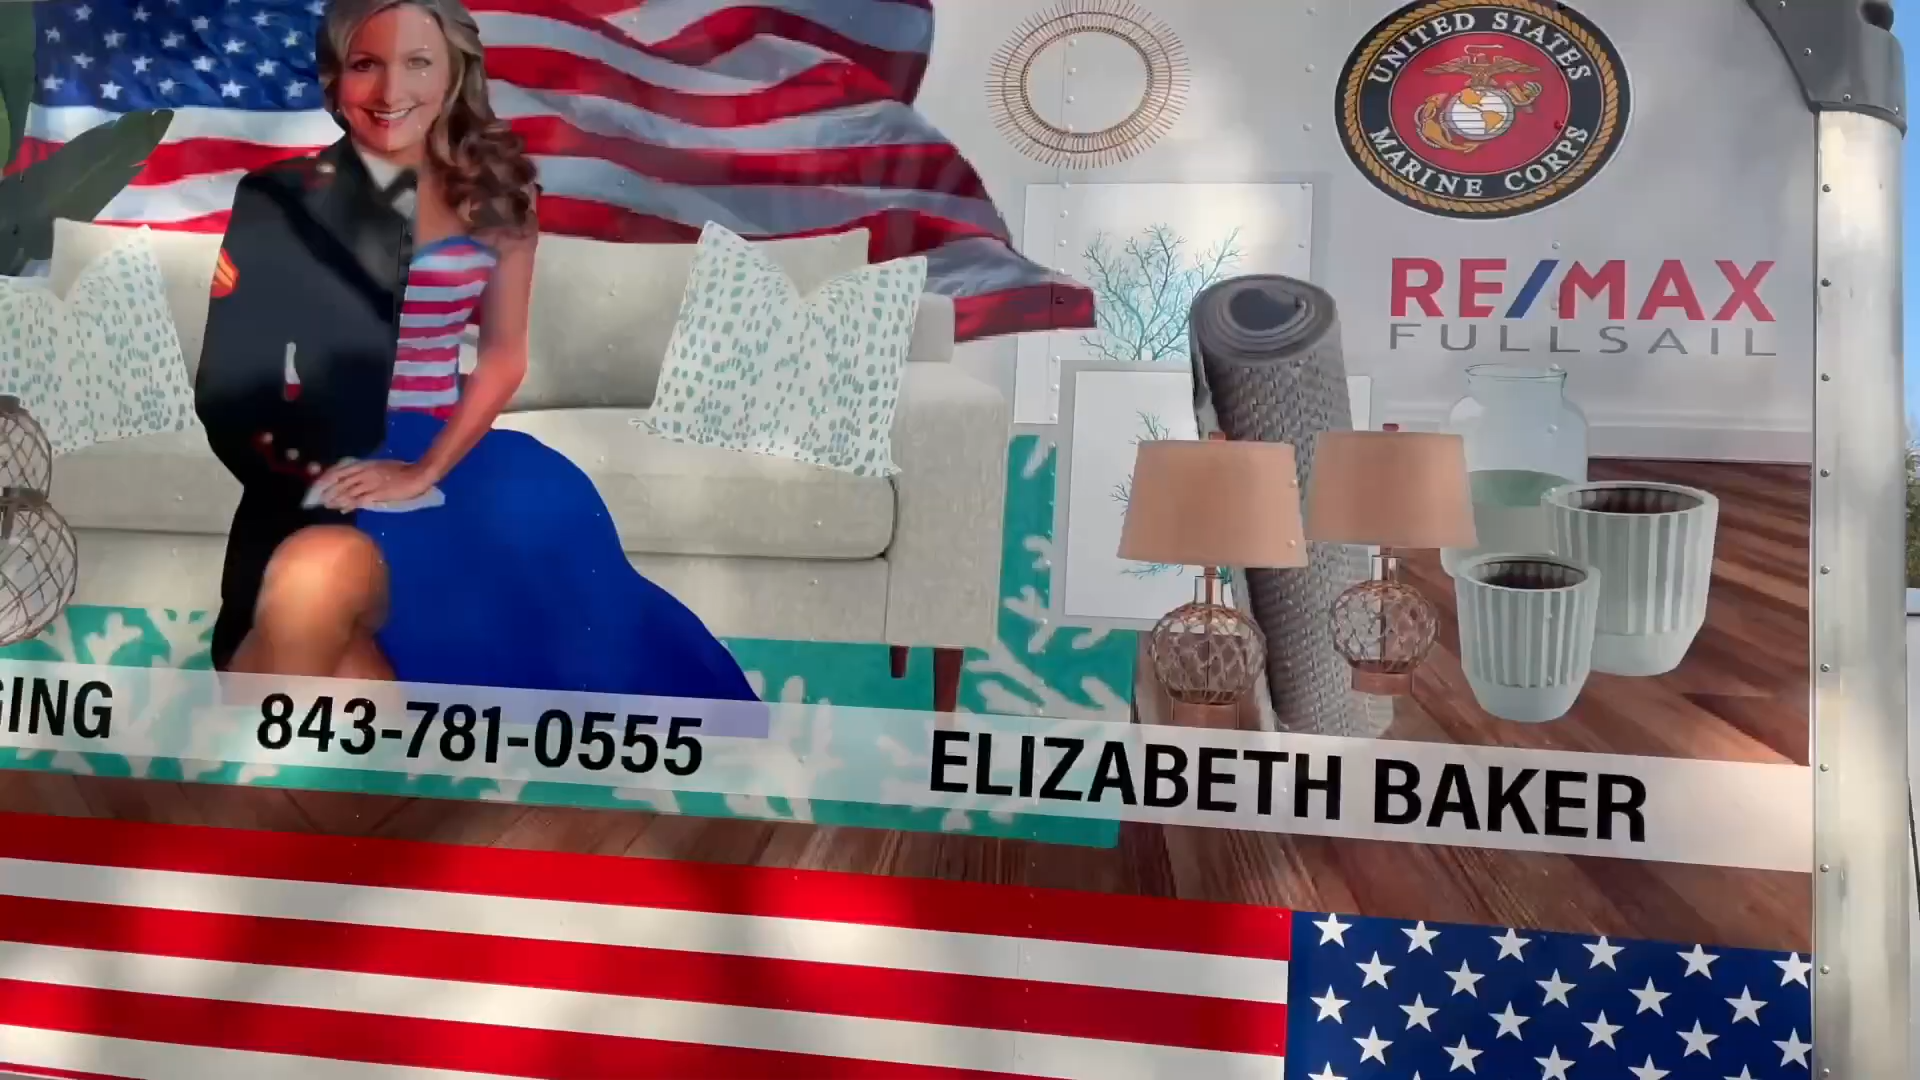 UNITED STATES
MARINE CORPS
RE/MAX
FULLSAIL
GING 843-781-0555 ELIZABETH BAKER